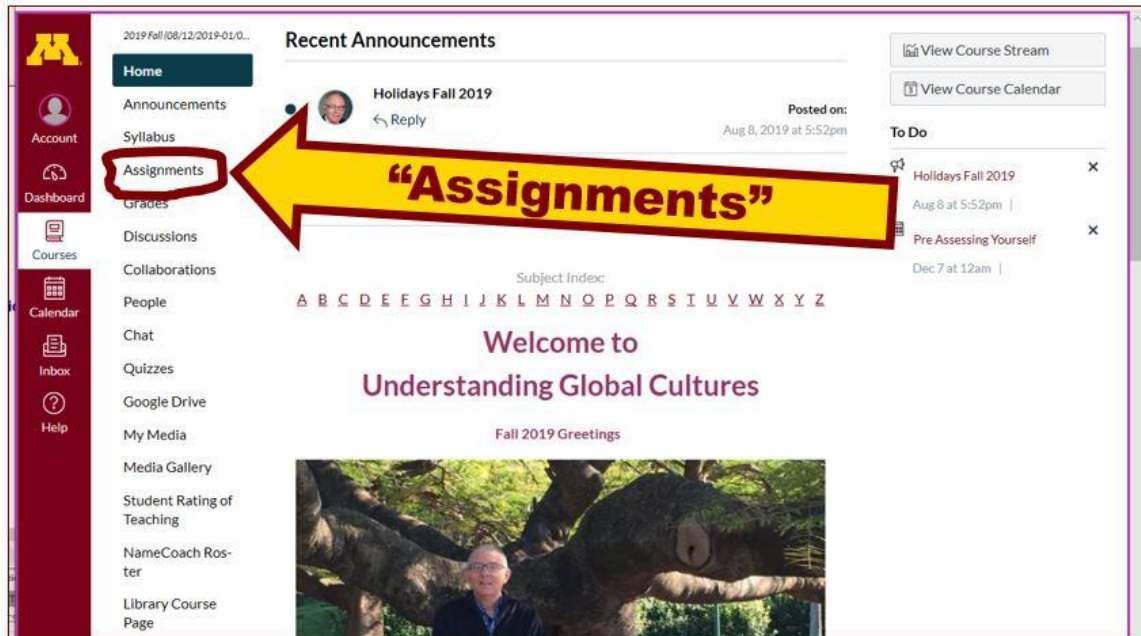 M
Account
Dashboard
Courses
Calendar
Inbox
Help
2019 Fall (08/12/2019-01/0...
Home
Announcements
Syllabus
Assignments
Grades
Discussions
Collaborations
People
Chat
Quizzes
Google Drive
My Media
Media Gallery
Student Rating of
Teaching
NameCoach Ros-
ter
Library Course
Page
Recent Announcements
Holidays Fall 2019
Reply
Posted on:
Aug 8, 2019 at 5:52pm
“Assignments”
Subject Index:
A B C D E F G H I J K L M N O P Q R S T U V W X Y Z
Welcome to
Understanding Global Cultures
Fall 2019 Greetings
View Course Stream
View Course Calendar
To Do
Holidays Fall 2019
Aug 8 at 5:52pm |
Pre Assessing Yourself
Dec 7 at 12am |